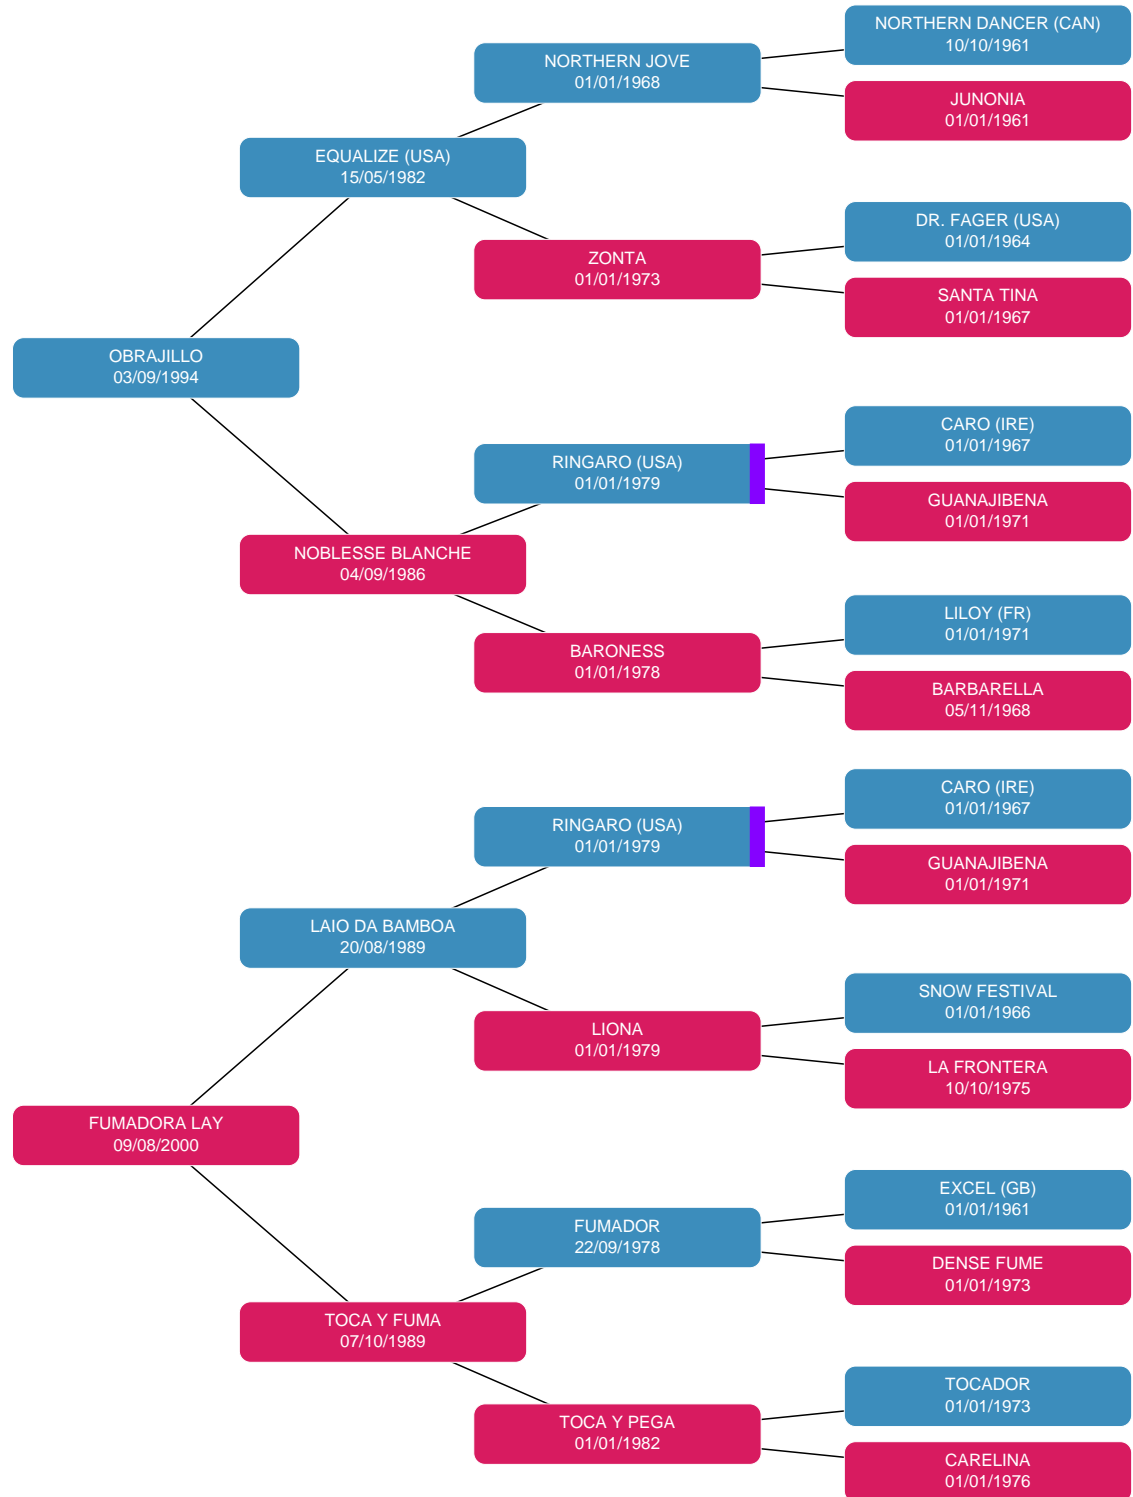 NORTHERN DANCER (CAN)
10/10/1961
NORTHERN JOVE
01/01/1968
JUNONIA
01/01/1961
EQUALIZE (USA)
15/05/1982
DR. FAGER (USA)
01/01/1964
ZONTA
01/01/1973
SANTA TINA
01/01/1967
OBRAJILLO
03/09/1994
CARO (IRE)
01/01/1967
RINGARO (USA)
01/01/1979
GUANAJIBENA
01/01/1971
NOBLESSE BLANCHE
04/09/1986
LILOY (FR)
01/01/1971
BARONESS
01/01/1978
BARBARELLA
05/11/1968
CARO (IRE)
01/01/1967
RINGARO (USA)
01/01/1979
GUANAJIBENA
01/01/1971
LAIO DA BAMBOA
20/08/1989
SNOW FESTIVAL
01/01/1966
LIONA
01/01/1979
LA FRONTERA
10/10/1975
FUMADORA LAY
09/08/2000
EXCEL (GB)
01/01/1961
FUMADOR
22/09/1978
DENSE FUME
01/01/1973
TOCA Y FUMA
07/10/1989
TOCADOR
01/01/1973
TOCA Y PEGA
01/01/1982
CARELINA
01/01/1976